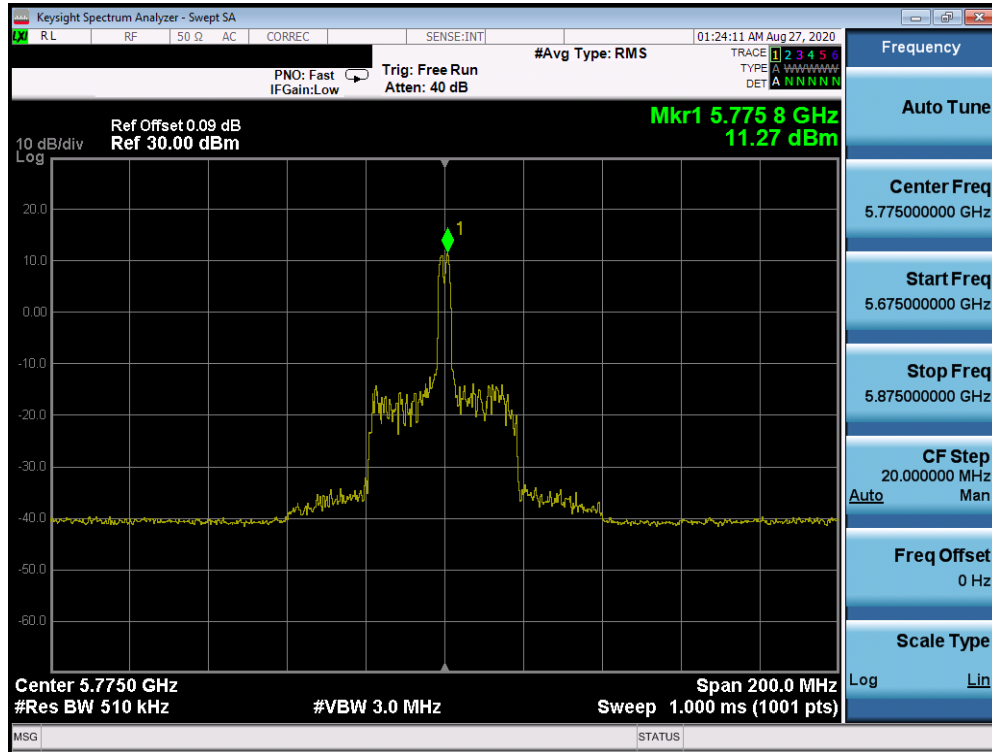 Keysight Spectrum Analyzer - Swept SA
LXI RL RF 50 Ω AC CORREC SENSE:INT 01:24:11 AM Aug 27, 2020
PNO: Fast
IFGain:Low
Trig: Free Run
Atten: 40 dB
#Avg Type: RMS
TRACE 1 2 3 4 5 6
TYPE A WWWWW
DET A N N N N N
Mkr1 5.775 8 GHz
11.27 dBm
Ref Offset 0.09 dB
10 dB/div Ref 30.00 dBm
Log
1
20.0
10.0
0.00
-10.0
-20.0
-30.0
-40.0
-50.0
-60.0
Center 5.7750 GHz Span 200.0 MHz
#Res BW 510 kHz #VBW 3.0 MHz Sweep 1.000 ms (1001 pts)
MSG STATUS
Frequency
Auto Tune
Center Freq
5.775000000 GHz
Start Freq
5.675000000 GHz
Stop Freq
5.875000000 GHz
CF Step
20.000000 MHz
Auto Man
Freq Offset
0 Hz
Scale Type
Log Lin